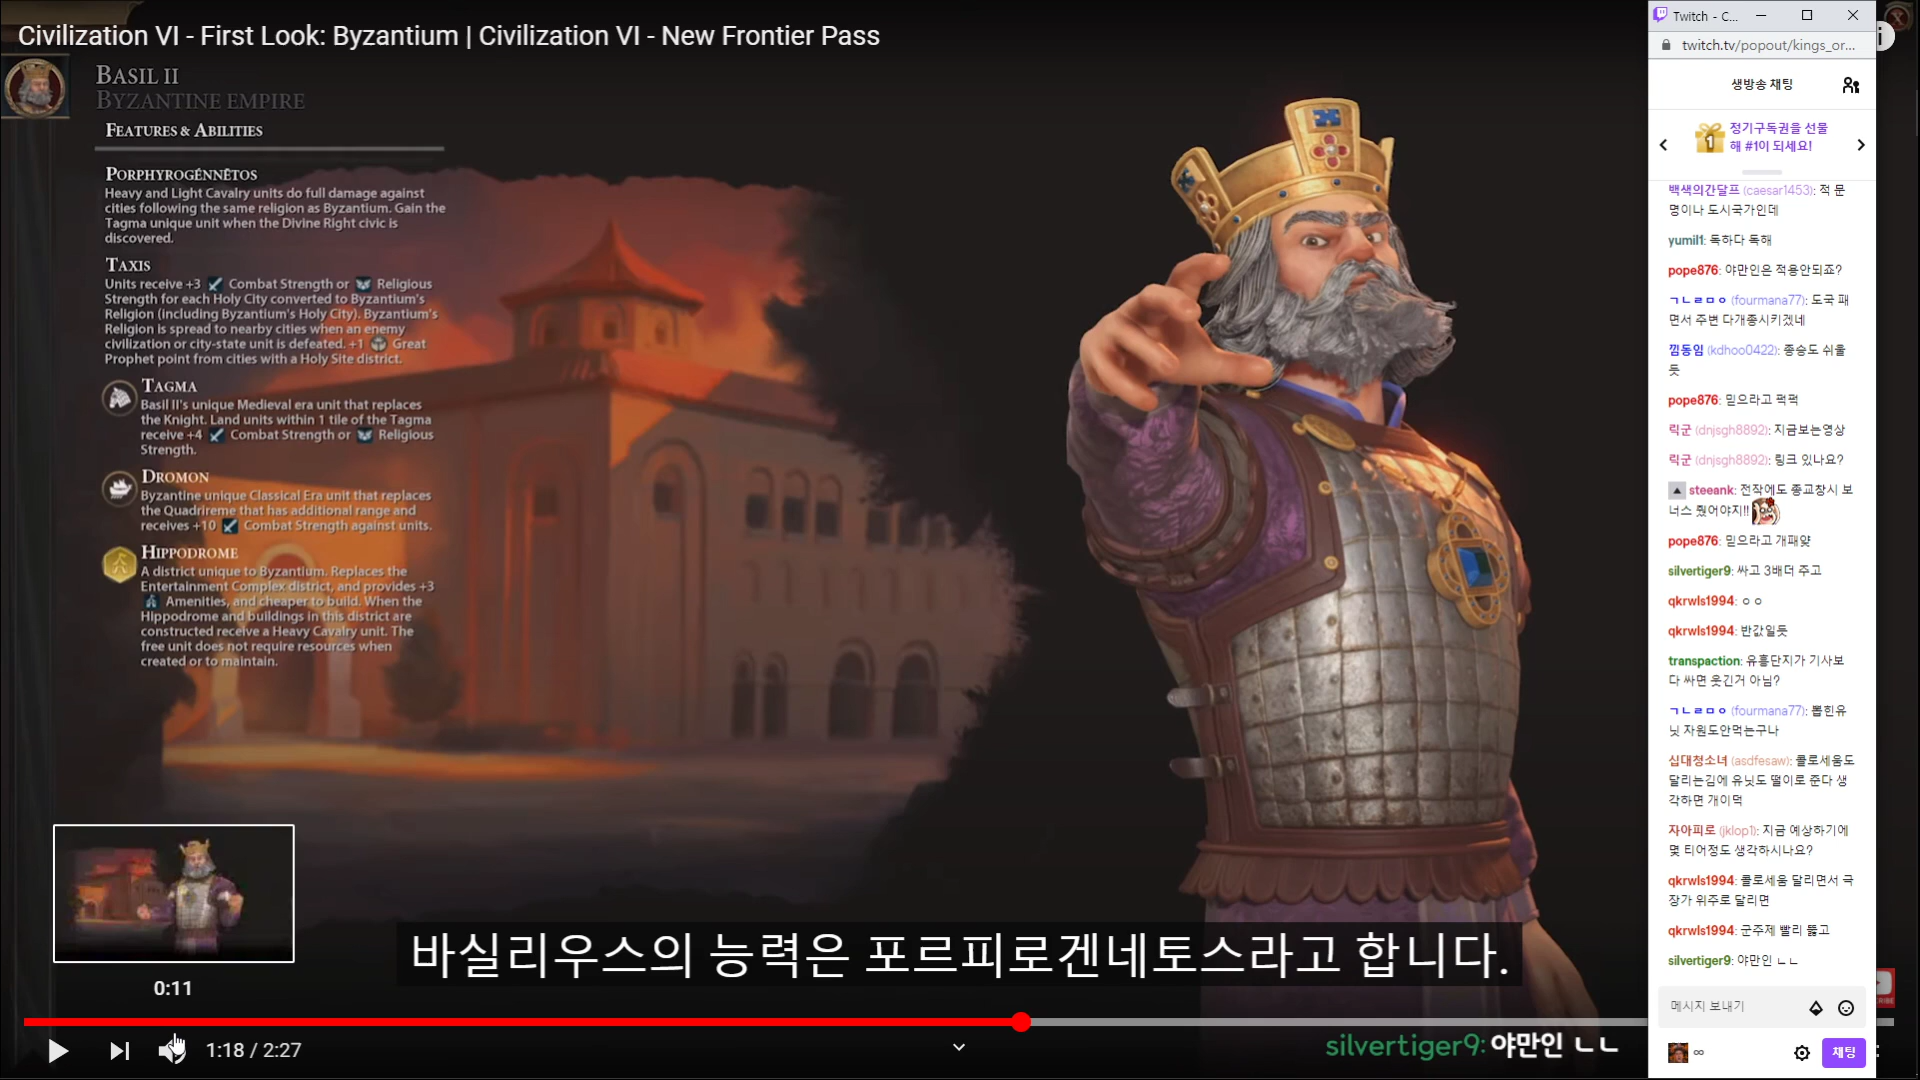 Civilization VI - First Look: Byzantium | Civilization VI - New Frontier Pass
BASIL II
BYZANTINE EMPIRE
FEATURES & ABILITIES
PORPHYROGÉNNĒTOS
Heavy and Light Cavalry units do full damage against
cities following the same religion as Byzantium. Gain the
Tagma unique unit when the Divine Right civic is
discovered.
TAXIS
Units receive +3 Combat Strength or Religious
Strength for each Holy City converted to Byzantium's
Religion (including Byzantium's Holy City). Byzantium's
Religion is spread to nearby cities when an enemy
civilization or city-state unit is defeated. +1 Great
Prophet point from cities with a Holy Site district.
TAGMA
Basil II's unique Medieval era unit that replaces
the Knight. Land units within 1 tile of the Tagma
receive +4 Combat Strength or Religious
Strength.
DROMON
Byzantine unique Classical Era unit that replaces
the Quadrireme that has additional range and
receives +10 Combat Strength against units.
HIPPODROME
A district unique to Byzantium. Replaces the
Entertainment Complex district, and provides +3
Amenities, and cheaper to build. When the
Hippodrome and buildings in this district are
constructed receive a Heavy Cavalry unit. The
free unit does not require resources when
created or to maintain.
바실리우스의 능력은 포르피로겐네토스라고 합니다.
0:11
1:18 / 2:27
silvertiger9: 야만인 ㄴㄴ
Twitch - C...
twitch.tv/popout/kings_or...
생방송 채팅
정기구독권을 선물
해 #1이 되세요!
1
백색의간달프 (caesar1453): 적 문
명이나 도시국가인데
yumil1: 독하다 독해
pope876: 야만인은 적용안되죠?
ㄱㄴㄹㅁㅇ (fourmana77): 도국 패
면서 주변 다개종시키겠네
낌동임 (kdhoo0422): 종승도 쉬울
듯
pope876: 믿으라고 퍽퍽
릭군 (dnjsgh8892): 지금보는영상
릭군 (dnjsgh8892): 링크 있나요?
steeank: 전작에도 종교창시 보
너스 줬어야지!!
pope876: 믿으라고 개패얒
silvertiger9: 싸고 3배더 주고
qkrwls1994: ㅇㅇ
qkrwls1994: 반값일듯
transpaction: 유흥단지가 기사보
다 싸면 웃긴거 아님?
ㄱㄴㄹㅁㅇ (fourmana77): 뽑힌유
닛 자원도안먹는구나
십대청소녀 (asdfesaw): 콜로세움도
달리는김에 유닛도 떨이로 준다 생
각하면 개이덕
자아피로 (jklop1): 지금 예상하기에
몇 티어정도 생각하시나요?
qkrwls1994: 콜로세움 달리면서 극
장가 위주로 달리면
qkrwls1994: 군주제 빨리 뚫고
silvertiger9: 야만인 ㄴㄴ
메시지 보내기
∞
채팅